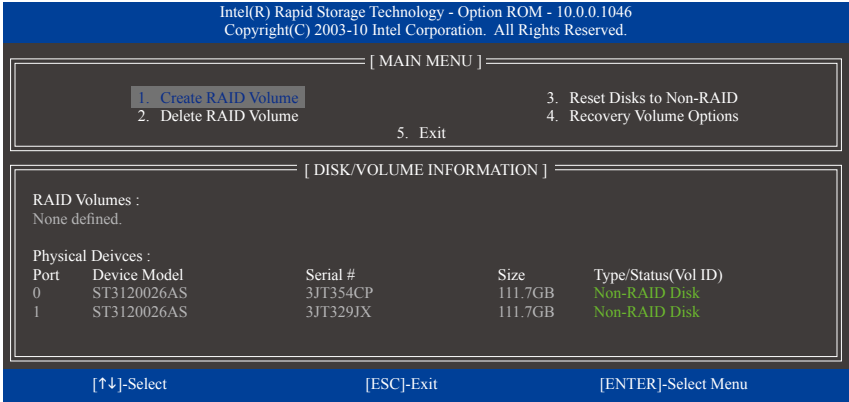 Intel(R) Rapid Storage Technology - Option ROM - 10.0.0.1046
Copyright(C) 2003-10 Intel Corporation.  All Rights Reserved.
[ MAIN MENU ]
1.  Create RAID Volume  3.  Reset Disks to Non-RAID
2.  Delete RAID Volume  4.  Recovery Volume Options
5.  Exit
[ DISK/VOLUME INFORMATION ]
RAID Volumes :
None defined.
Physical Deivces :
Port  Device Model  Serial #  Size  Type/Status(Vol ID)
0  ST3120026AS  3JT354CP  111.7GB  Non-RAID Disk
1  ST3120026AS  3JT329JX  111.7GB  Non-RAID Disk
[↑↓]-Select  [ESC]-Exit  [ENTER]-Select Menu